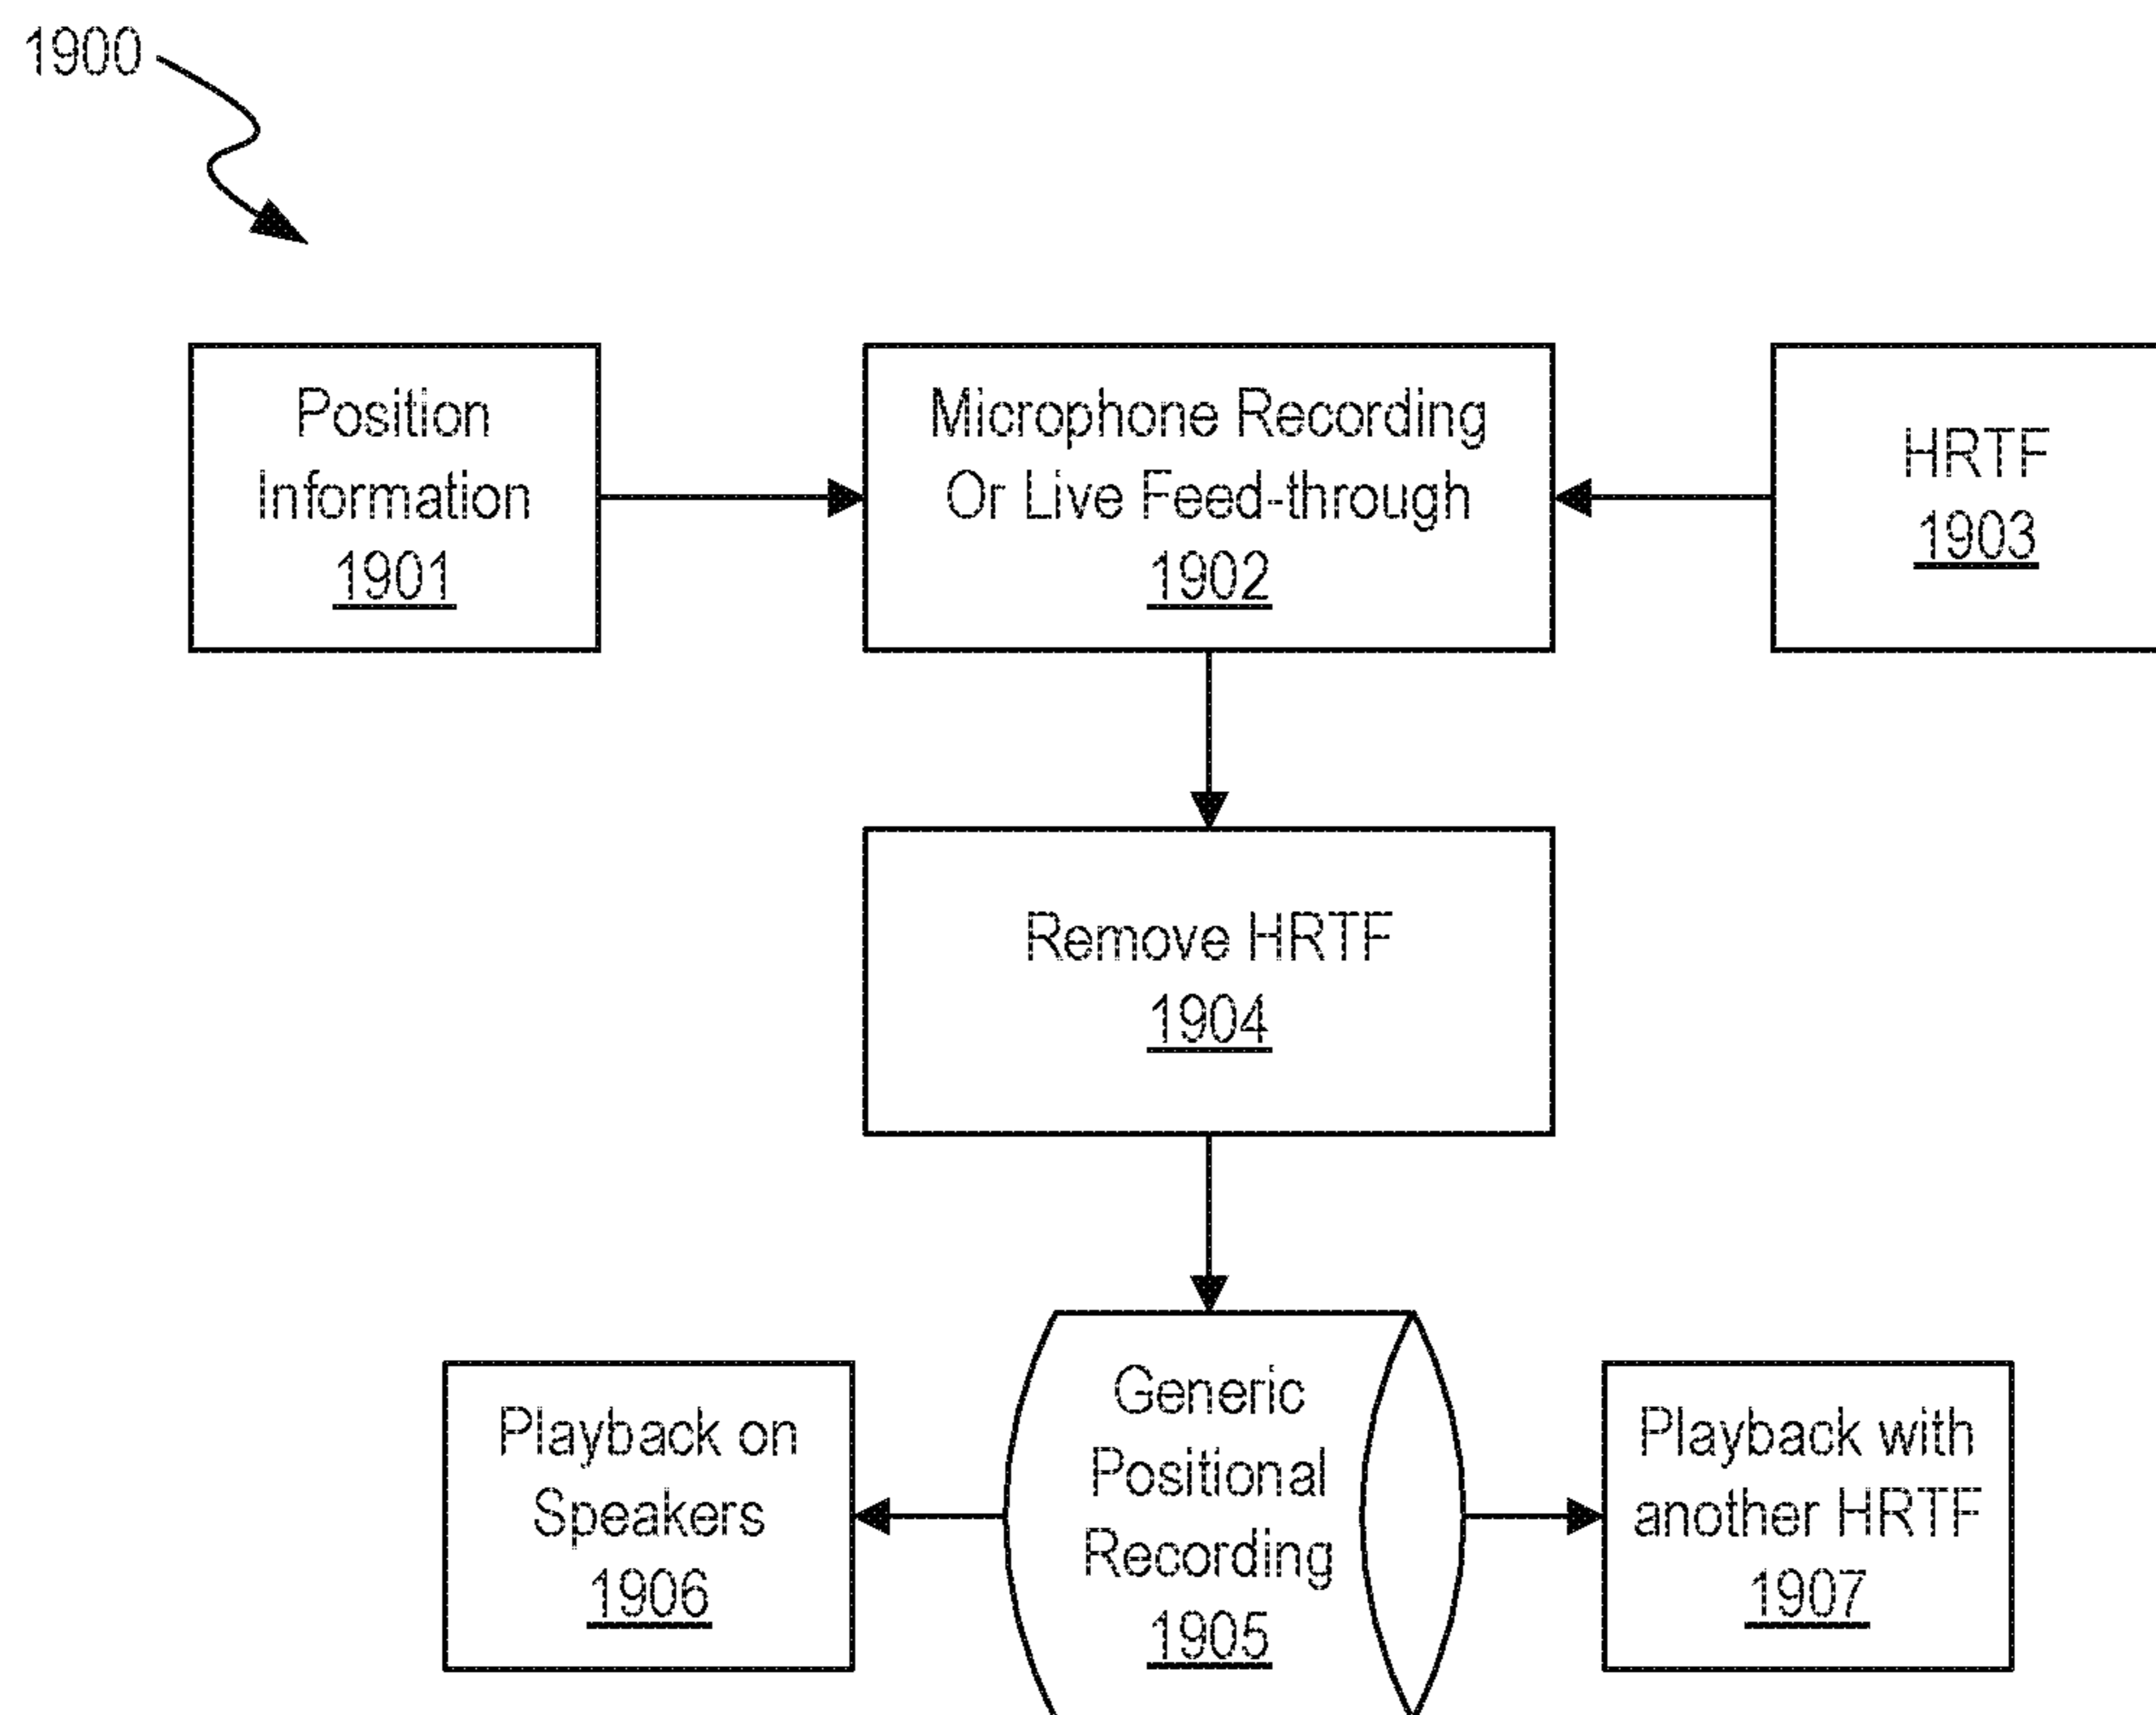 1900
Position
Information
1901
Microphone Recording
Or Live Feed-through
1902
HRTF
1903
Remove HRTF
1904
Playback on
Speakers
1906
Generic
Positional
Recording
1905
Playback with
another HRTF
1907